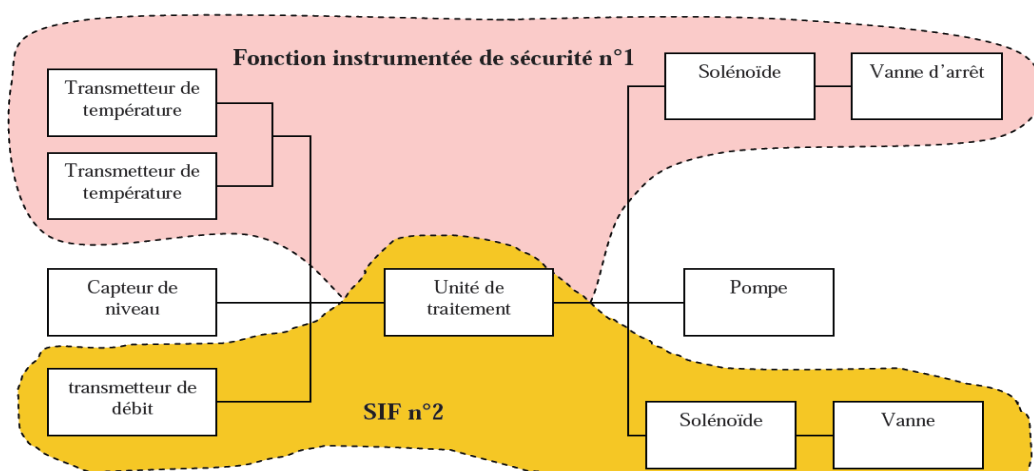 Fonction instrumentée de sécurité n°1
Transmetteur de
température
Solénoïde
Vanne d'arrêt
Transmetteur de
température
Capteur de
niveau
Unité de
traitement
Pompe
transmetteur de
débit
SIF n°2
Solénoïde
Vanne